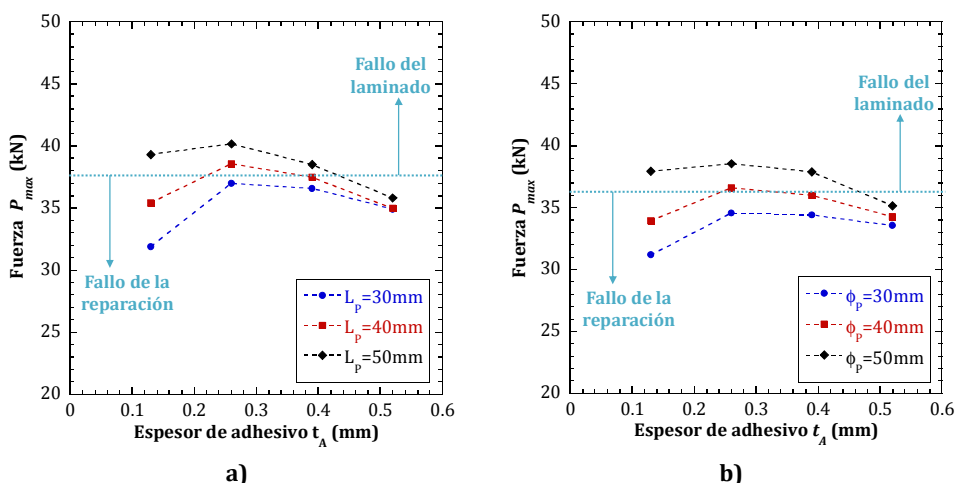 50
45
40
35
30
25
20
0
0.1
0.2
0.3
0.4
0.5
0.6
Fuerza P_max (kN)
Espesor de adhesivo t_A (mm)
Fallo del
laminado
Fallo de la
reparación
L_P=30mm
L_P=40mm
L_P=50mm
a)
50
45
40
35
30
25
20
0
0.1
0.2
0.3
0.4
0.5
0.6
Fuerza P_max (kN)
Espesor de adhesivo t_A (mm)
Fallo del
laminado
Fallo de la
reparación
ϕ_P=30mm
ϕ_P=40mm
ϕ_P=50mm
b)